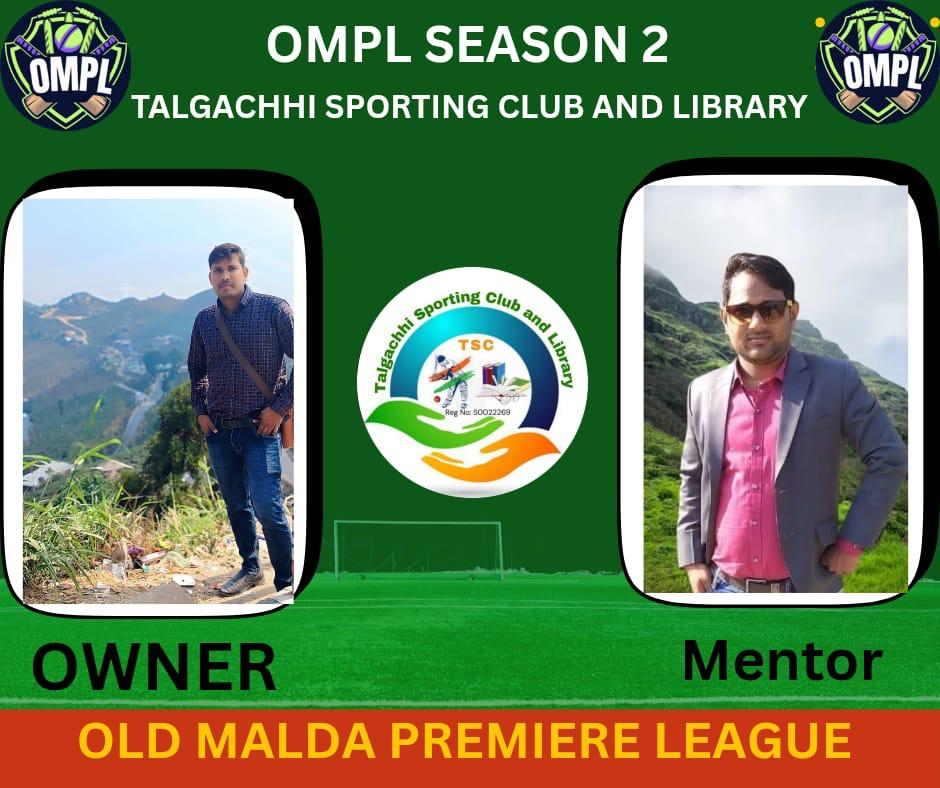 OMPL
OMPL SEASON 2
OMPL
TALGACHHI SPORTING CLUB AND LIBRARY
Talgachhi Sporting Club and Library
TSC
Reg No: S0022269
OWNER
Mentor
OLD MALDA PREMIERE LEAGUE